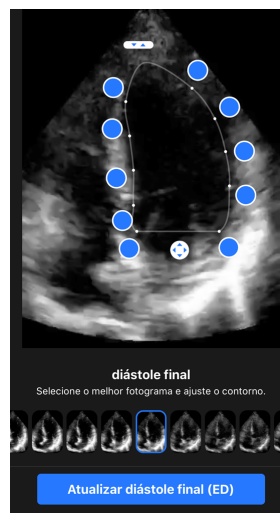 diástole final
Selecione o melhor fotograma e ajuste o contorno.
Atualizar diástole final (ED)